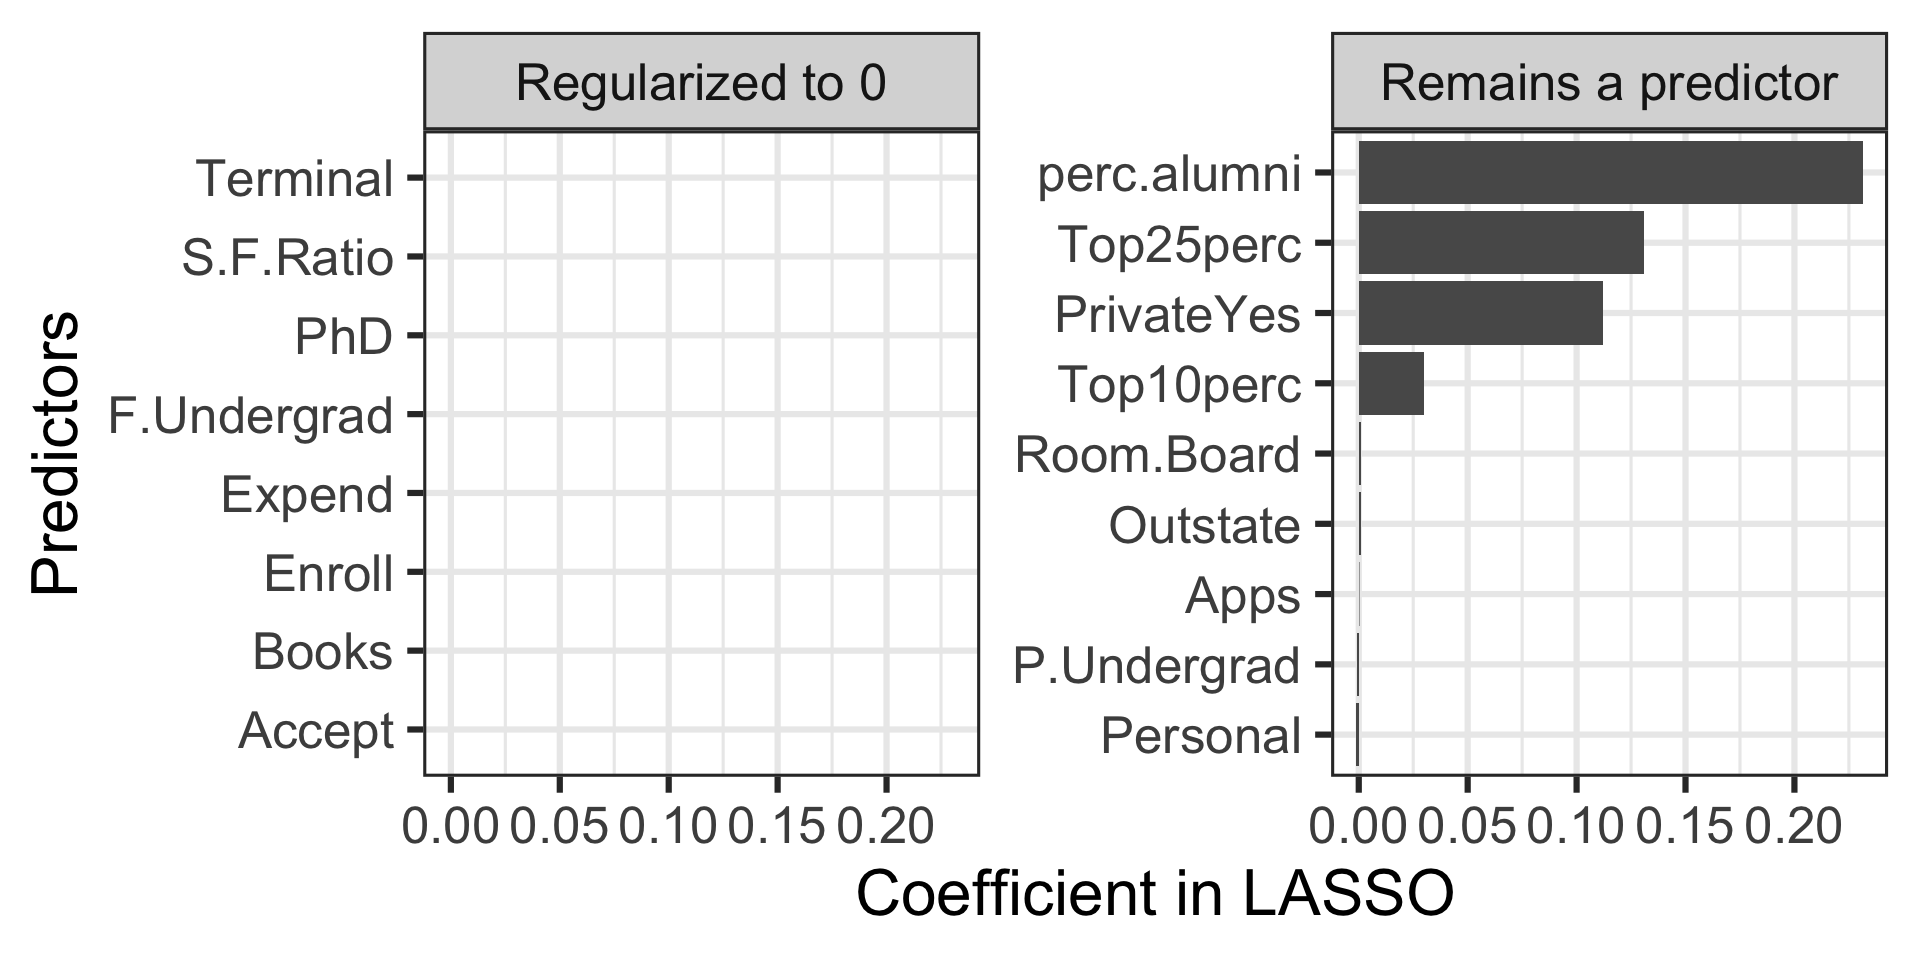 Regularized to 0
Remains a predictor
Predictors
Terminal
S.F.Ratio
PhD
F.Undergrad
Expend
Enroll
Books
Accept
perc.alumni
Top25perc
PrivateYes
Top10perc
Room.Board
Outstate
Apps
P.Undergrad
Personal
0.00 0.05 0.10 0.15 0.20
0.00 0.05 0.10 0.15 0.20
Coefficient in LASSO